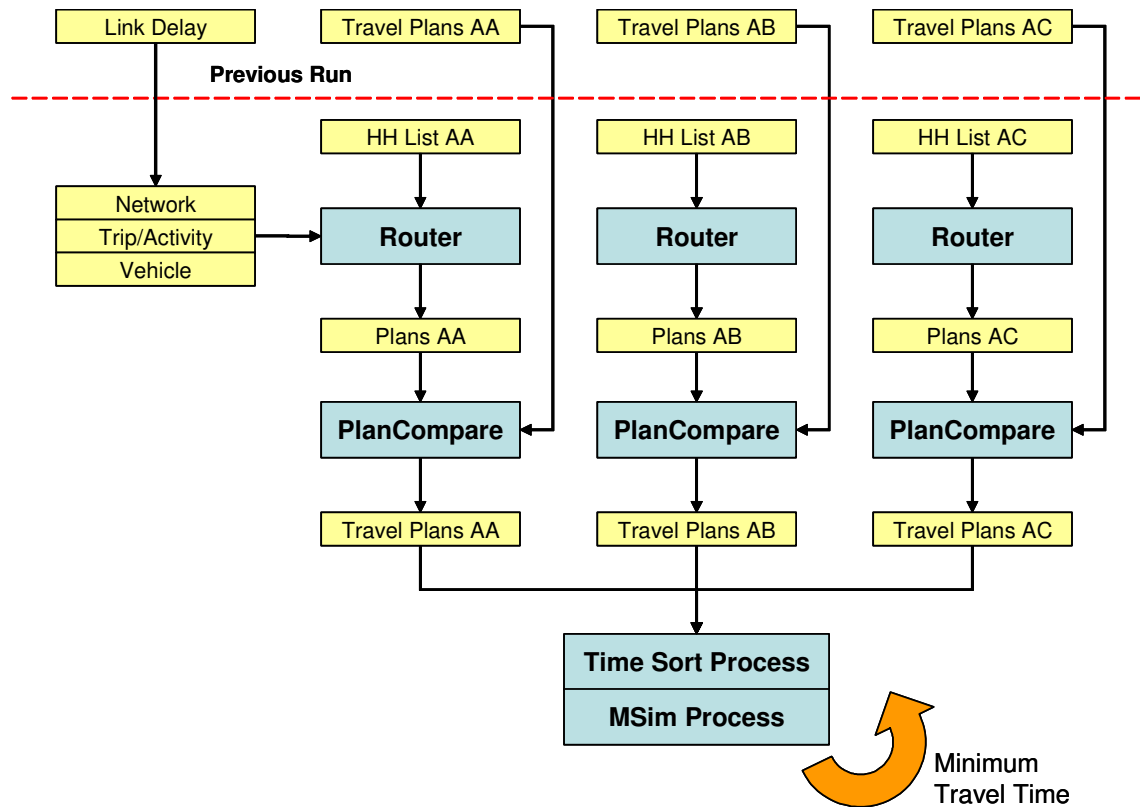 Link Delay
Travel Plans AA
Travel Plans AB
Travel Plans AC
Previous Run
HH List AA
HH List AB
HH List AC
Network
Trip/Activity
Vehicle
Router
Router
Router
Plans AA
Plans AB
Plans AC
PlanCompare
PlanCompare
PlanCompare
Travel Plans AA
Travel Plans AB
Travel Plans AC
Time Sort Process
MSim Process
Minimum
Travel Time